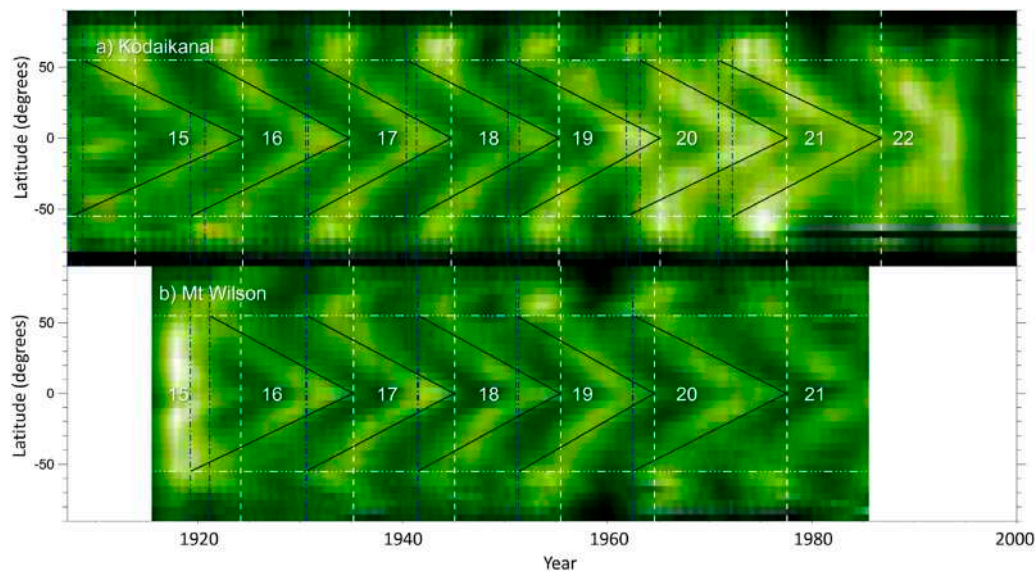 a) Kodaikanal
Latitude (degrees)
50
0
-50
15 16 17 18 19 20 21 22
b) Mt Wilson
Latitude (degrees)
50
0
-50
15 16 17 18 19 20 21
1920 1940 1960 1980 2000
Year